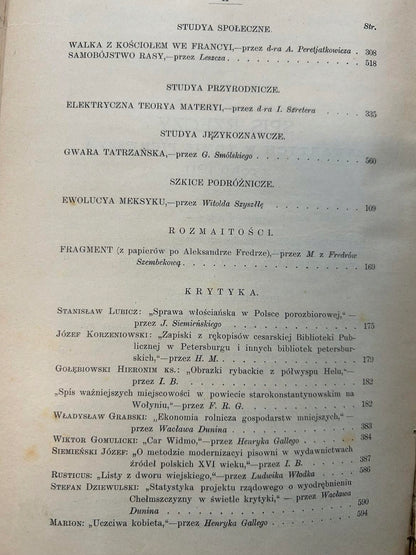 STUDYA SPOŁECZNE.
Str.
WALKA Z KOŚCIOŁEM WE FRANCYI,—przez d-ra A. Peretjatkowicza . 308
SAMOBÓJSTWO RASY,—przez Leszcza . . . . . . . . . . 518
STUDYA PRZYRODNICZE.
ELEKTRYCZNA TEORYA MATERYI,—przez d-ra I. Szretera . . . . 335
STUDYA JĘZYKOZNAWCZE.
GWARA TATRZAŃSKA,—przez G. Smólskiego . . . . . . . . 560
SZKICE PODRÓŻNICZE.
EWOLUCYA MEKSYKU,—przez Witolda Szyszłłę . . . . . . . 109
ROZMAITOŚCI.
FRAGMENT (z papierów po Aleksandrze Fredrze),—przez M z Fredrów
Szembekową . . . . . . . . . . . . . 169
KRYTYKA.
STANISŁAW LUBICZ: „Sprawa włościańska w Polsce porozbiorowej,“—
przez J. Siemieńskiego . . . . . . . . . . 175
JÓZEF KORZENIOWSKI: „Zapiski z rękopisów cesarskiej Biblioteki Pub-
licznej w Petersburgu i innych bibliotek petersbur-
skich,“—przez H. M. . . . . . . . . . . 179
GOŁĘBIOWSKI HIERONIM KS.: „Obrazki rybackie z półwyspu Helu,“—
przez I. B. . . . . . . . . . . . . 182
„Spis ważniejszych miejscowości w powiecie starokonstantynowskim na
Wołyniu,“—przez F. R. G. . . . . . . . . . 182
WŁADYSŁAW GRABSKI: „Ekonomia rolnicza gospodarstw mniejszych,“—
przez Wacława Dunina . . . . . . . . . . 383
WIKTOR GOMULICKI: „Car Widmo,“—przez Henryka Gallego . . . . 384
SIEMIEŃSKI JÓZEF: „O metodzie modernizacyi pisowni w wydawnictwach
źródeł polskich XVI wieku,“—przez I. B. . . . . 387
RUSTICUS: „Listy z dworu wiejskiego,“—przez Ludwika Włodka . . . 586
STEFAN DZIEWULSKI: „Statystyka projektu rządowego o wyodrębnieniu
Chełmszczyzny w świetle krytyki,“ — przez Wacława
Dunina . . . . . . . . . . . . . 590
MARION: „Uczciwa kobieta,“—przez Henryka Gallego . . . . . . 594